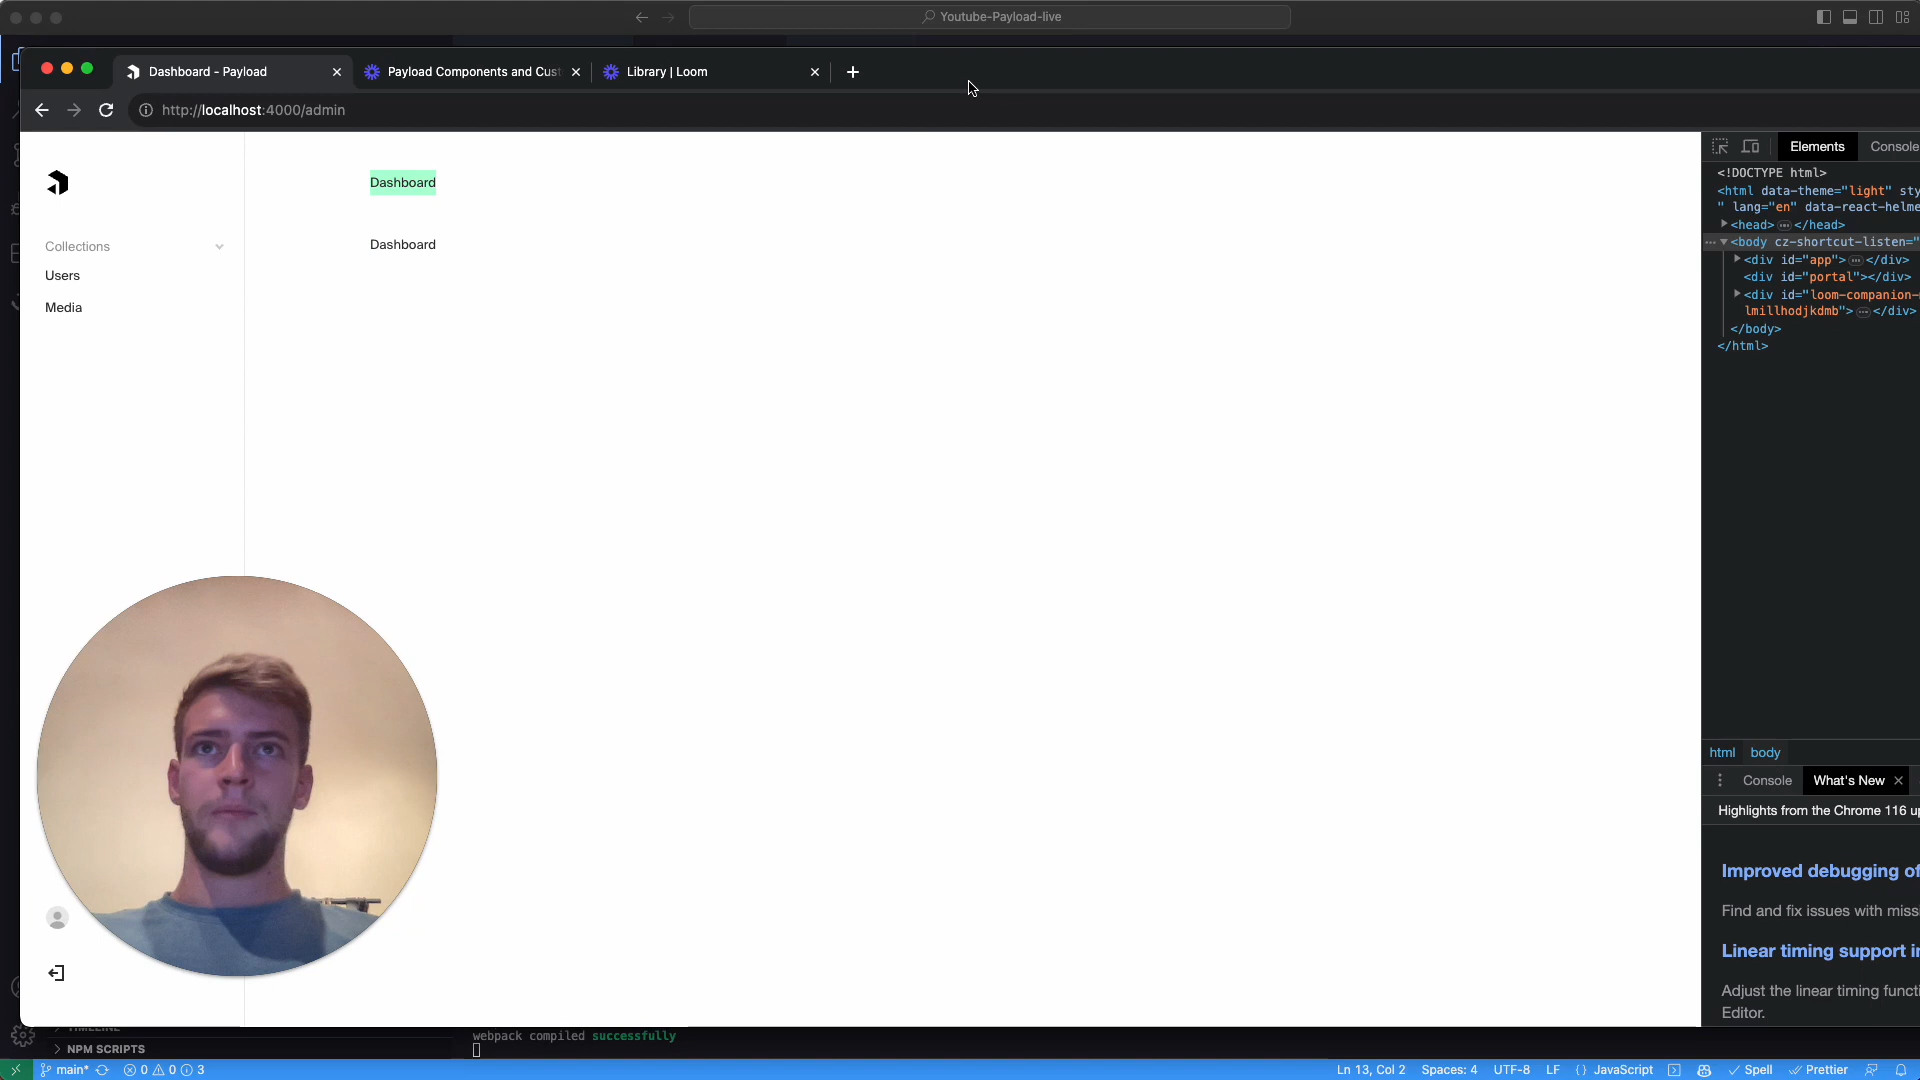 Youtube-Payload-live
Dashboard - Payload
Payload Components and Cust
Library | Loom
http://localhost:4000/admin
Dashboard
Collections
Users
Media
Dashboard
Elements
Console
<!DOCTYPE html>
<html data-theme="light" sty
" lang="en" data-react-helme
<head>…</head>
<body cz-shortcut-listen="
<div id="app">…</div>
<div id="portal"></div>
<div id="loom-companion-
lmillhodjkdmb">…</div>
</body>
</html>
html body
Console
What's New
Highlights from the Chrome 116 up
Improved debugging of
Find and fix issues with missi
Linear timing support in
Adjust the linear timing functi
Editor.
TIMELINE
NPM SCRIPTS
webpack compiled successfully
main* 0 0 3
Ln 13, Col 2 Spaces: 4 UTF-8 LF {} JavaScript Spell Prettier